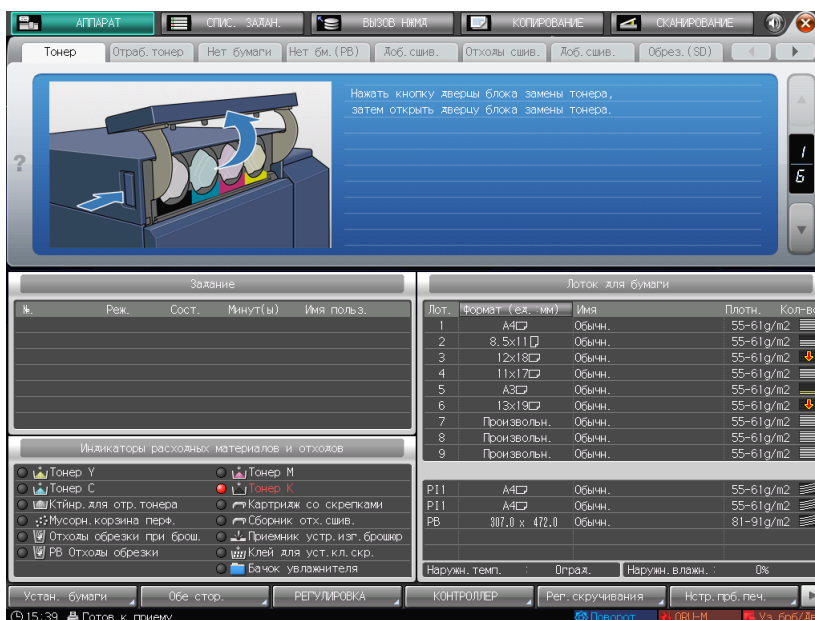 АППАРАТ СПИС. ЗАДАН. ВЫЗОВ НЖМД КОПИРОВАНИЕ СКАНИРОВАНИЕ
Тонер Отраб. тонер Нет бумаги Нет бм. (PB) Доб. сшив. Отходы сшив. Доб. сшив. Обрез. (SD)
Нажать кнопку дверцы блока замены тонера,
затем открыть дверцу блока замены тонера.
?
1
6
Задание
№. Реж. Сост. Минут(ы) Имя польз.
Индикаторы расходных материалов и отходов
Тонер Y Тонер M
Тонер C Тонер K
Ктйнр. для отр. тонера Картридж со скрепками
Мусорн. корзина перф. Сборник отх. сшив.
Отходы обрезки при брош. Приемник устр. изг. брошюр
PB Отходы обрезки Клей для уст. кл. скр.
Бачок увлажнителя
Лоток для бумаги
Лот. Формат (ед. :мм) Имя Плотн. Кол-во
1 A4 Обычн. 55-61g/m2
2 8.5x11 Обычн. 55-61g/m2
3 12x18 Обычн. 55-61g/m2
4 11x17 Обычн. 55-61g/m2
5 A3 Обычн. 55-61g/m2
6 13x19 Обычн. 55-61g/m2
7 Произвольн. Обычн. 55-61g/m2
8 Произвольн. Обычн. 55-61g/m2
9 Произвольн. Обычн. 55-61g/m2
PI1 A4 Обычн. 55-61g/m2
PI1 A4 Обычн. 55-61g/m2
PB 307.0 x 472.0 Обычн. 81-91g/m2
Наружн. темп. : 0град. Наружн. влажн. : 0%
Устан. бумаги Обе стор. РЕГУЛИРОВКА КОНТРОЛЛЕР Рег. скручивания Нстр. прб. печ.
15:39 Готов к приему Поворот ORU-M Уз. брб/Дв